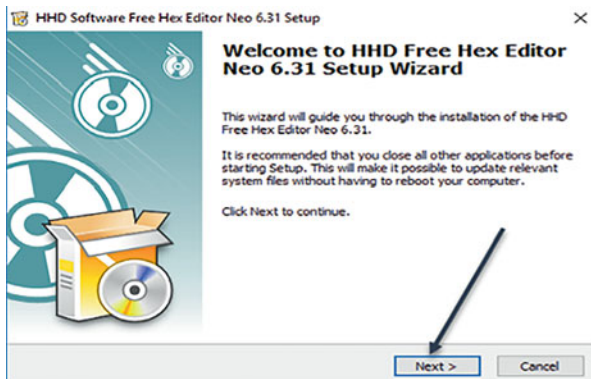 HHD Software Free Hex Editor Neo 6.31 Setup
Welcome to HHD Free Hex Editor
Neo 6.31 Setup Wizard
This wizard will guide you through the installation of the HHD
Free Hex Editor Neo 6.31.
It is recommended that you close all other applications before
starting Setup. This will make it possible to update relevant
system files without having to reboot your computer.
Click Next to continue.
Next >
Cancel